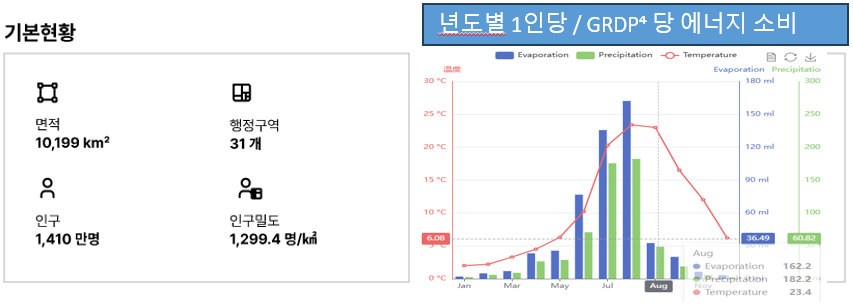 기본현황
면적
10,199 km²
행정구역
31 개
인구
1,410 만명
인구밀도
1,299.4 명/㎢
년도별 1인당 / GRDP⁴ 당 에너지 소비
Evaporation Precipitation Temperature
温度 Evaporation Precipitatio
30 °C 180 ml 300
25 °C 150 ml 250
20 °C 120 ml 200
15 °C 90 ml 150
10 °C 60 ml 100
6.08 36.49 60.82
5 °C
0 °C
Jan Mar May Jul Aug Nov
Aug
Evaporation 162.2
Precipitation 182.2
Temperature 23.4